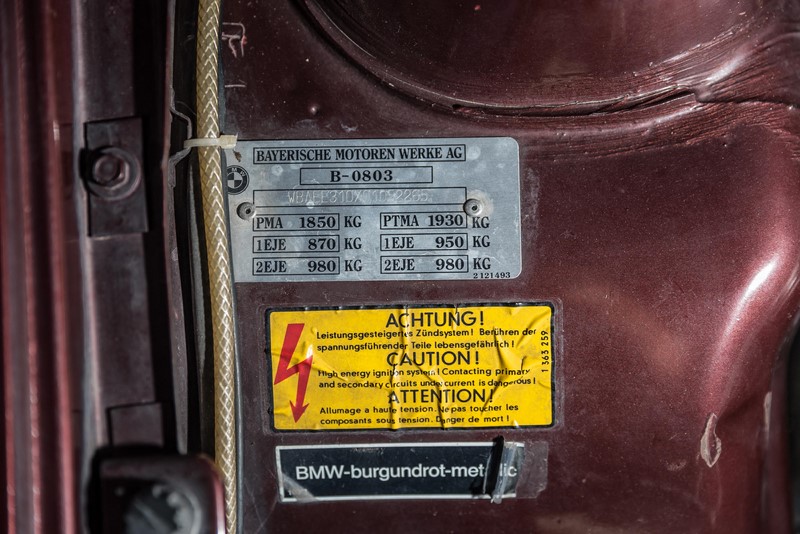 BAYERISCHE MOTOREN WERKE AG
B-0803
PMA 1850 KG PTMA 1930 KG
1EJE 870 KG 1EJE 950 KG
2EJE 980 KG 2EJE 980 KG
2 121 493
ACHTUNG!
Leistungsgesteigertes Zündsystem! Berühren der
spannungsführender Teile lebensgefährlich!
CAUTION!
High energy ignition system! Contacting primary
and secondary circuits under current is dangerous!
ATTENTION!
Allumage a haute tension. Ne pas toucher les
composants sous tension. Danger de mort!
1 363 259
BMW-burgundrot-metallic